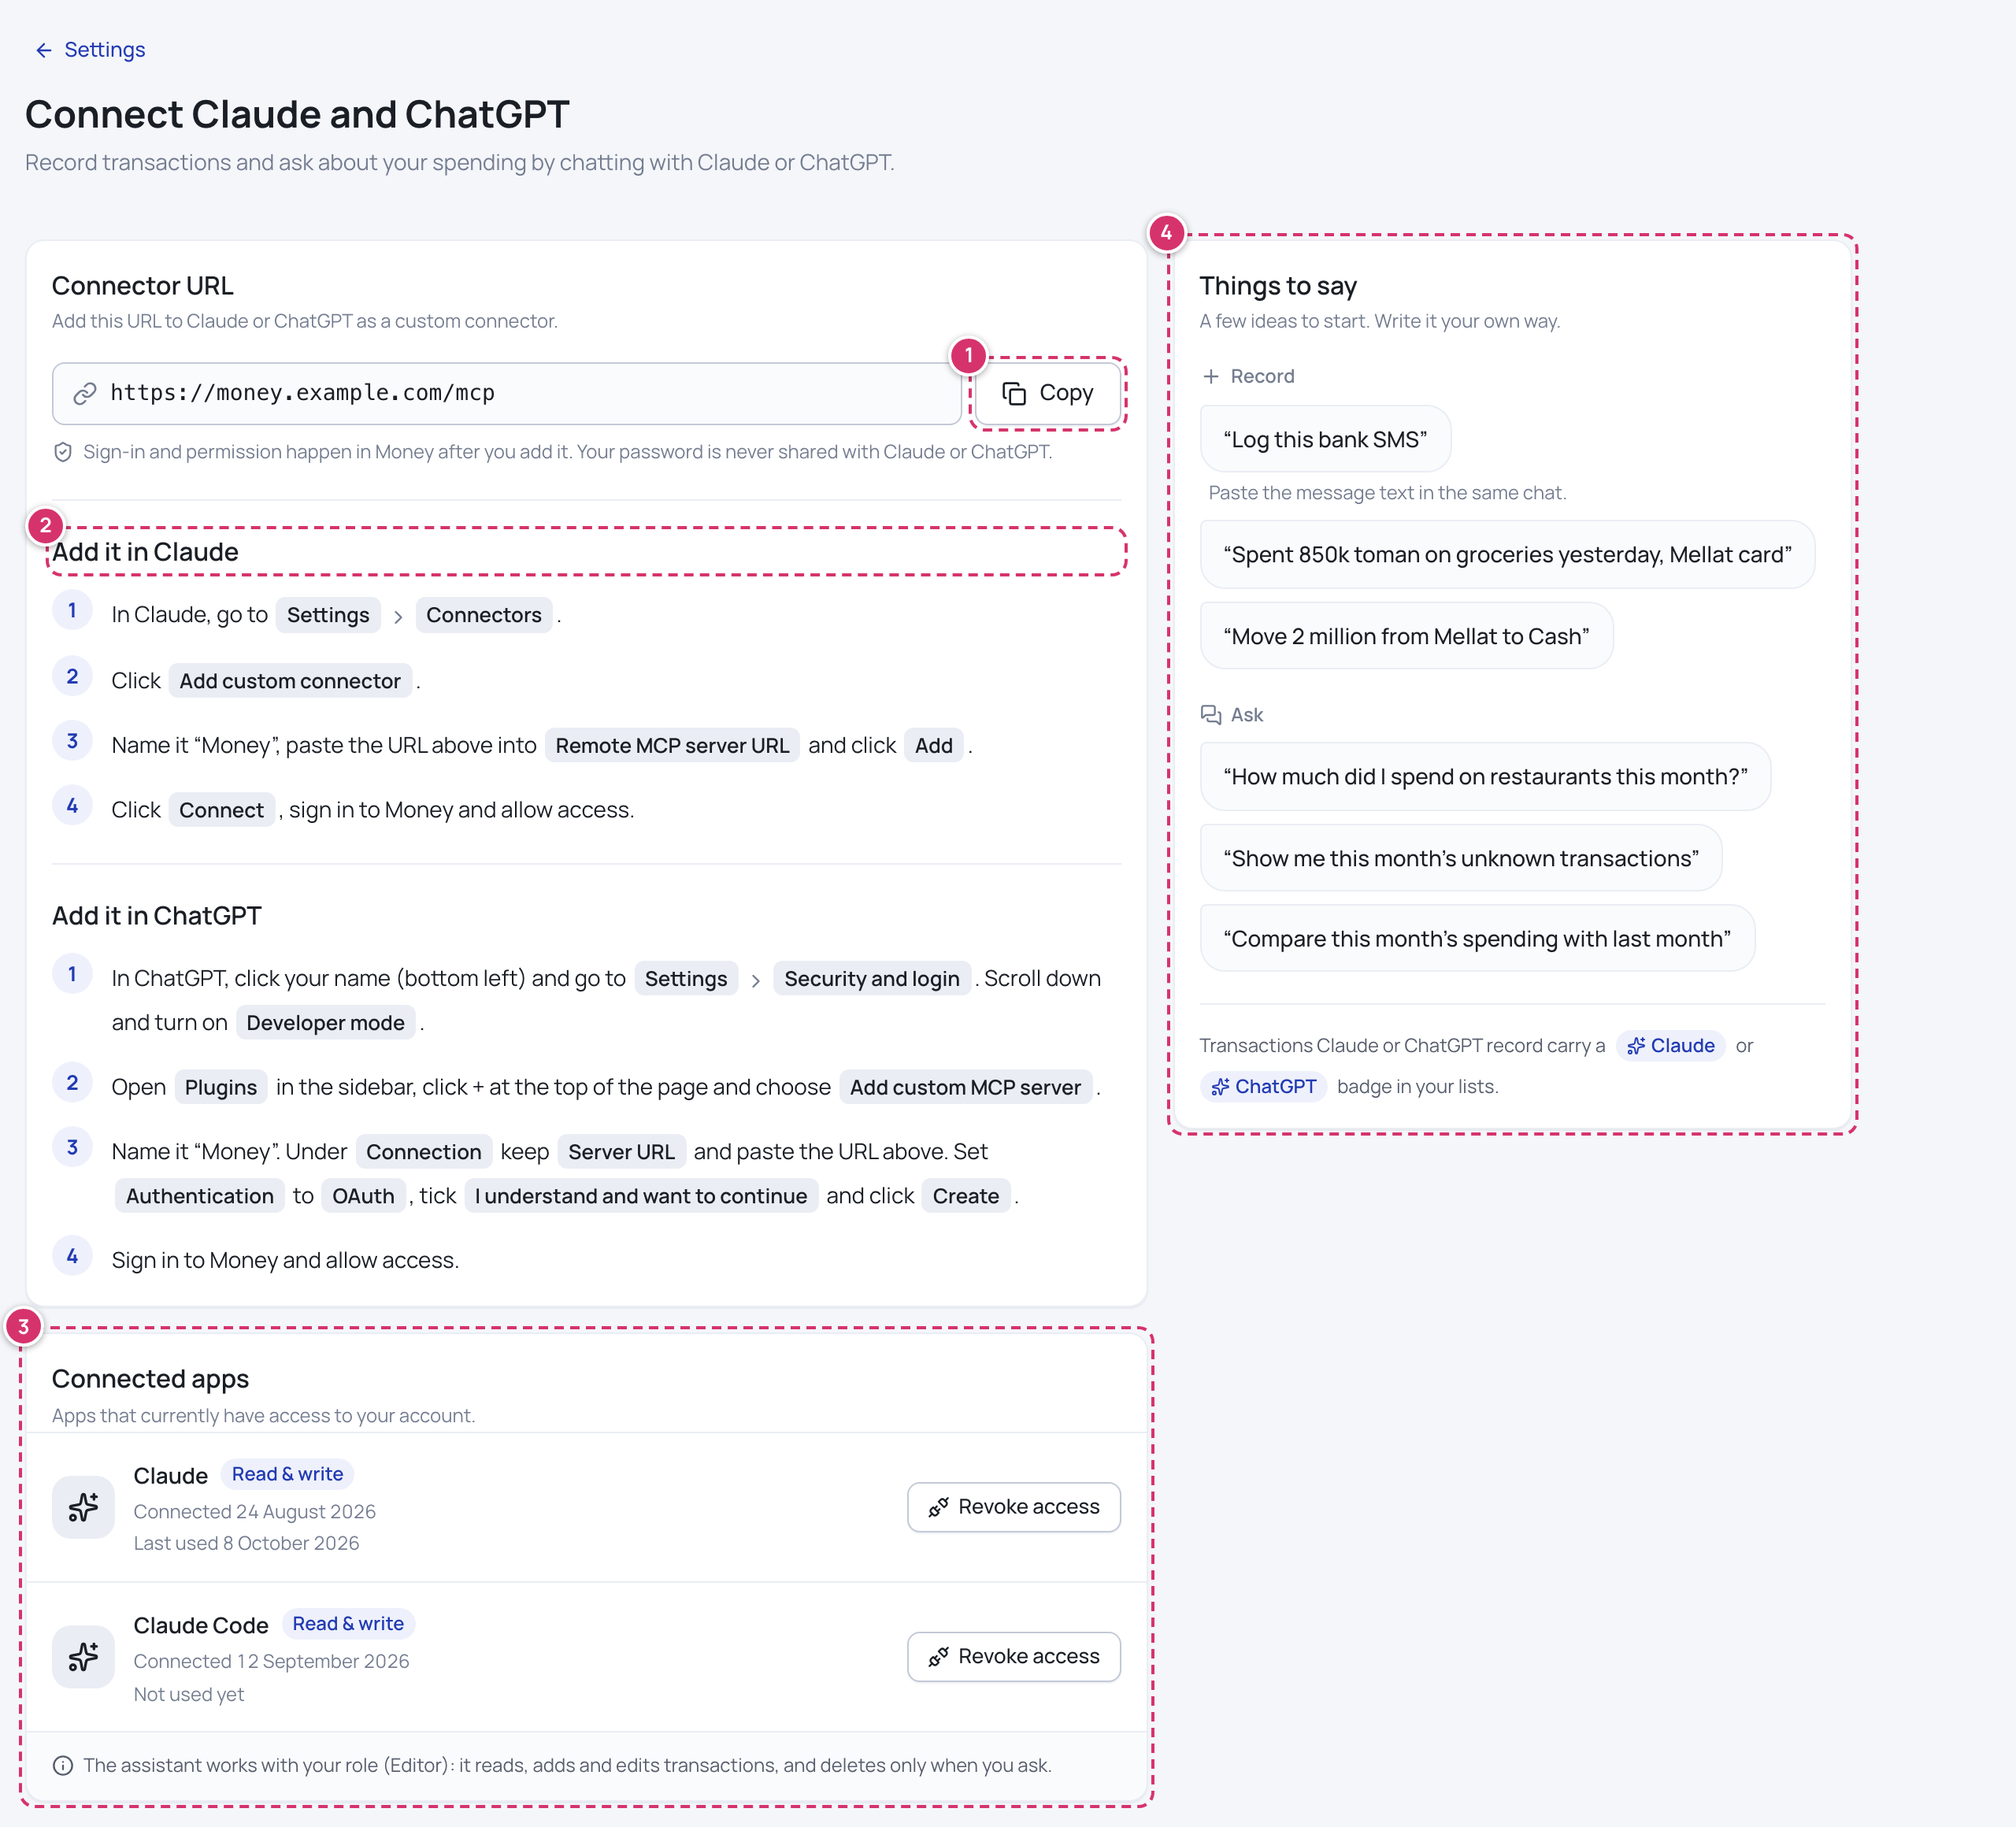 Settings
Connect Claude and ChatGPT
Record transactions and ask about your spending by chatting with Claude or ChatGPT.
Connector URL
Add this URL to Claude or ChatGPT as a custom connector.
1
https://money.example.com/mcp
Copy
Sign-in and permission happen in Money after you add it. Your password is never shared with Claude or ChatGPT.
2
Add it in Claude
1 In Claude, go to Settings > Connectors .
2 Click Add custom connector .
3 Name it “Money”, paste the URL above into Remote MCP server URL and click Add .
4 Click Connect , sign in to Money and allow access.
Add it in ChatGPT
1 In ChatGPT, click your name (bottom left) and go to Settings > Security and login . Scroll down
and turn on Developer mode .
2 Open Plugins in the sidebar, click + at the top of the page and choose Add custom MCP server .
3 Name it “Money”. Under Connection keep Server URL and paste the URL above. Set
Authentication to OAuth , tick I understand and want to continue and click Create .
4 Sign in to Money and allow access.
3
Connected apps
Apps that currently have access to your account.
Claude Read & write
Connected 24 August 2026
Last used 8 October 2026
Revoke access
Claude Code Read & write
Connected 12 September 2026
Not used yet
Revoke access
The assistant works with your role (Editor): it reads, adds and edits transactions, and deletes only when you ask.
4
Things to say
A few ideas to start. Write it your own way.
+ Record
“Log this bank SMS”
Paste the message text in the same chat.
“Spent 850k toman on groceries yesterday, Mellat card”
“Move 2 million from Mellat to Cash”
Ask
“How much did I spend on restaurants this month?”
“Show me this month’s unknown transactions”
“Compare this month’s spending with last month”
Transactions Claude or ChatGPT record carry a Claude or
ChatGPT badge in your lists.